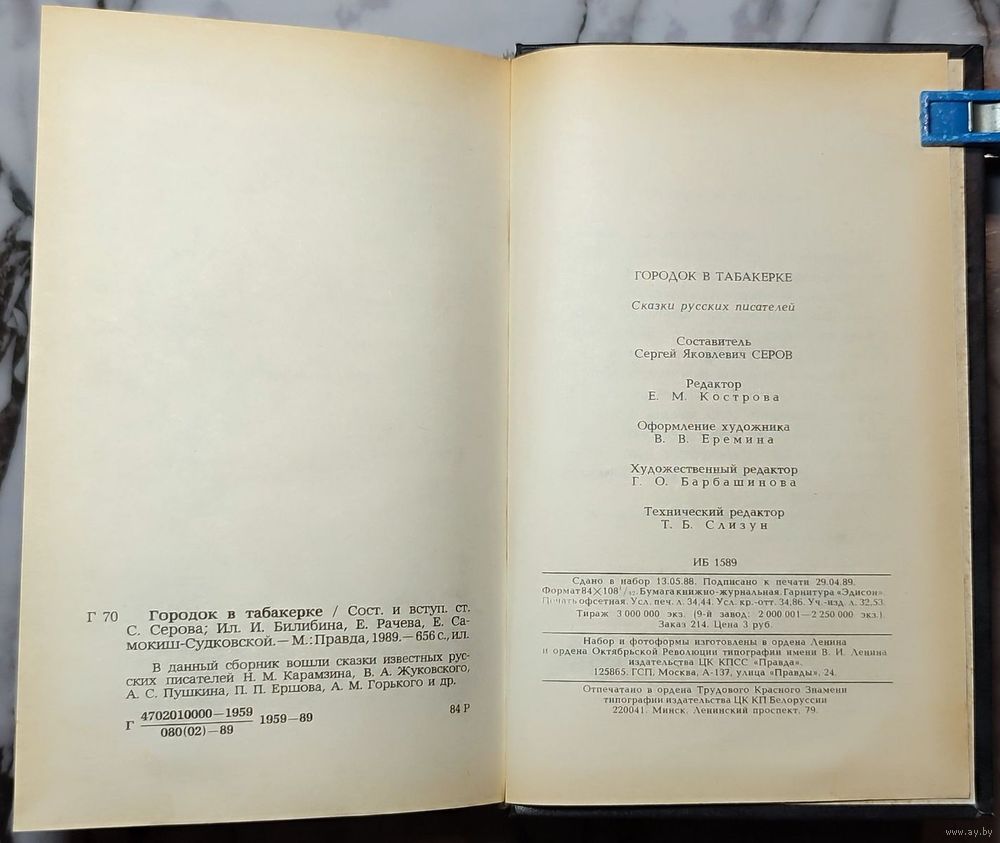 Г 70 Городок в табакерке / Сост. и вступ. ст.
С. Серова; Ил. И. Билибина, Е. Рачева, Е. Са-
мокиш-Судковской. — М.: Правда, 1989. — 656 с., ил.
В данный сборник вошли сказки известных рус-
ских писателей Н. М. Карамзина, В. А. Жуковского,
А. С. Пушкина, П. П. Ершова, А. М. Горького и др.
Г 4702010000—1959 1959—89 84 Р
080(02)—89
ГОРОДОК В ТАБАКЕРКЕ
Сказки русских писателей
Составитель
Сергей Яковлевич СЕРОВ
Редактор
Е. М. Кострова
Оформление художника
В. В. Еремина
Художественный редактор
Г. О. Барбашинова
Технический редактор
Т. Б. Слизун
ИБ 1589
Сдано в набор 13.05.88. Подписано к печати 29.04.89.
Формат 84×108 1/32. Бумага книжно-журнальная. Гарнитура «Эдисон».
Печать офсетная. Усл. печ. л. 34,44. Усл. кр.-отт. 34,86. Уч.-изд. л. 32,53.
Тираж 3 000 000 экз. (9-й завод: 2 000 001—2 250 000 экз.)
Заказ 214. Цена 3 руб.
Набор и фотоформы изготовлены в ордена Ленина
и ордена Октябрьской Революции типографии имени В. И. Ленина
издательства ЦК КПСС «Правда».
125865. ГСП, Москва, А-137, улица «Правды», 24.
Отпечатано в ордена Трудового Красного Знамени
типографии издательства ЦК КП Белоруссии
220041. Минск. Ленинский проспект, 79.
www.ay.by